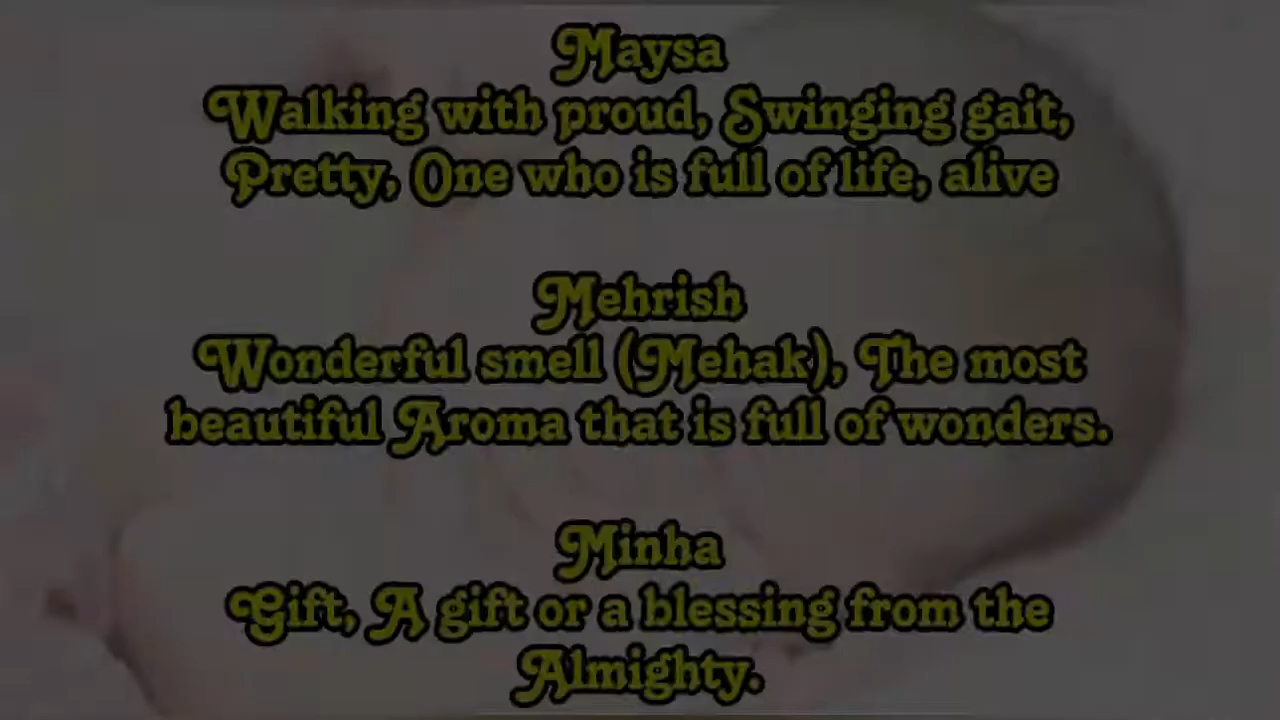 Maysa
Walking with proud, Swinging gait,
Pretty, One who is full of life, alive
Mehrish
Wonderful smell (Mehak), The most
beautiful Aroma that is full of wonders.
Minha
Gift, A gift or a blessing from the
Almighty.